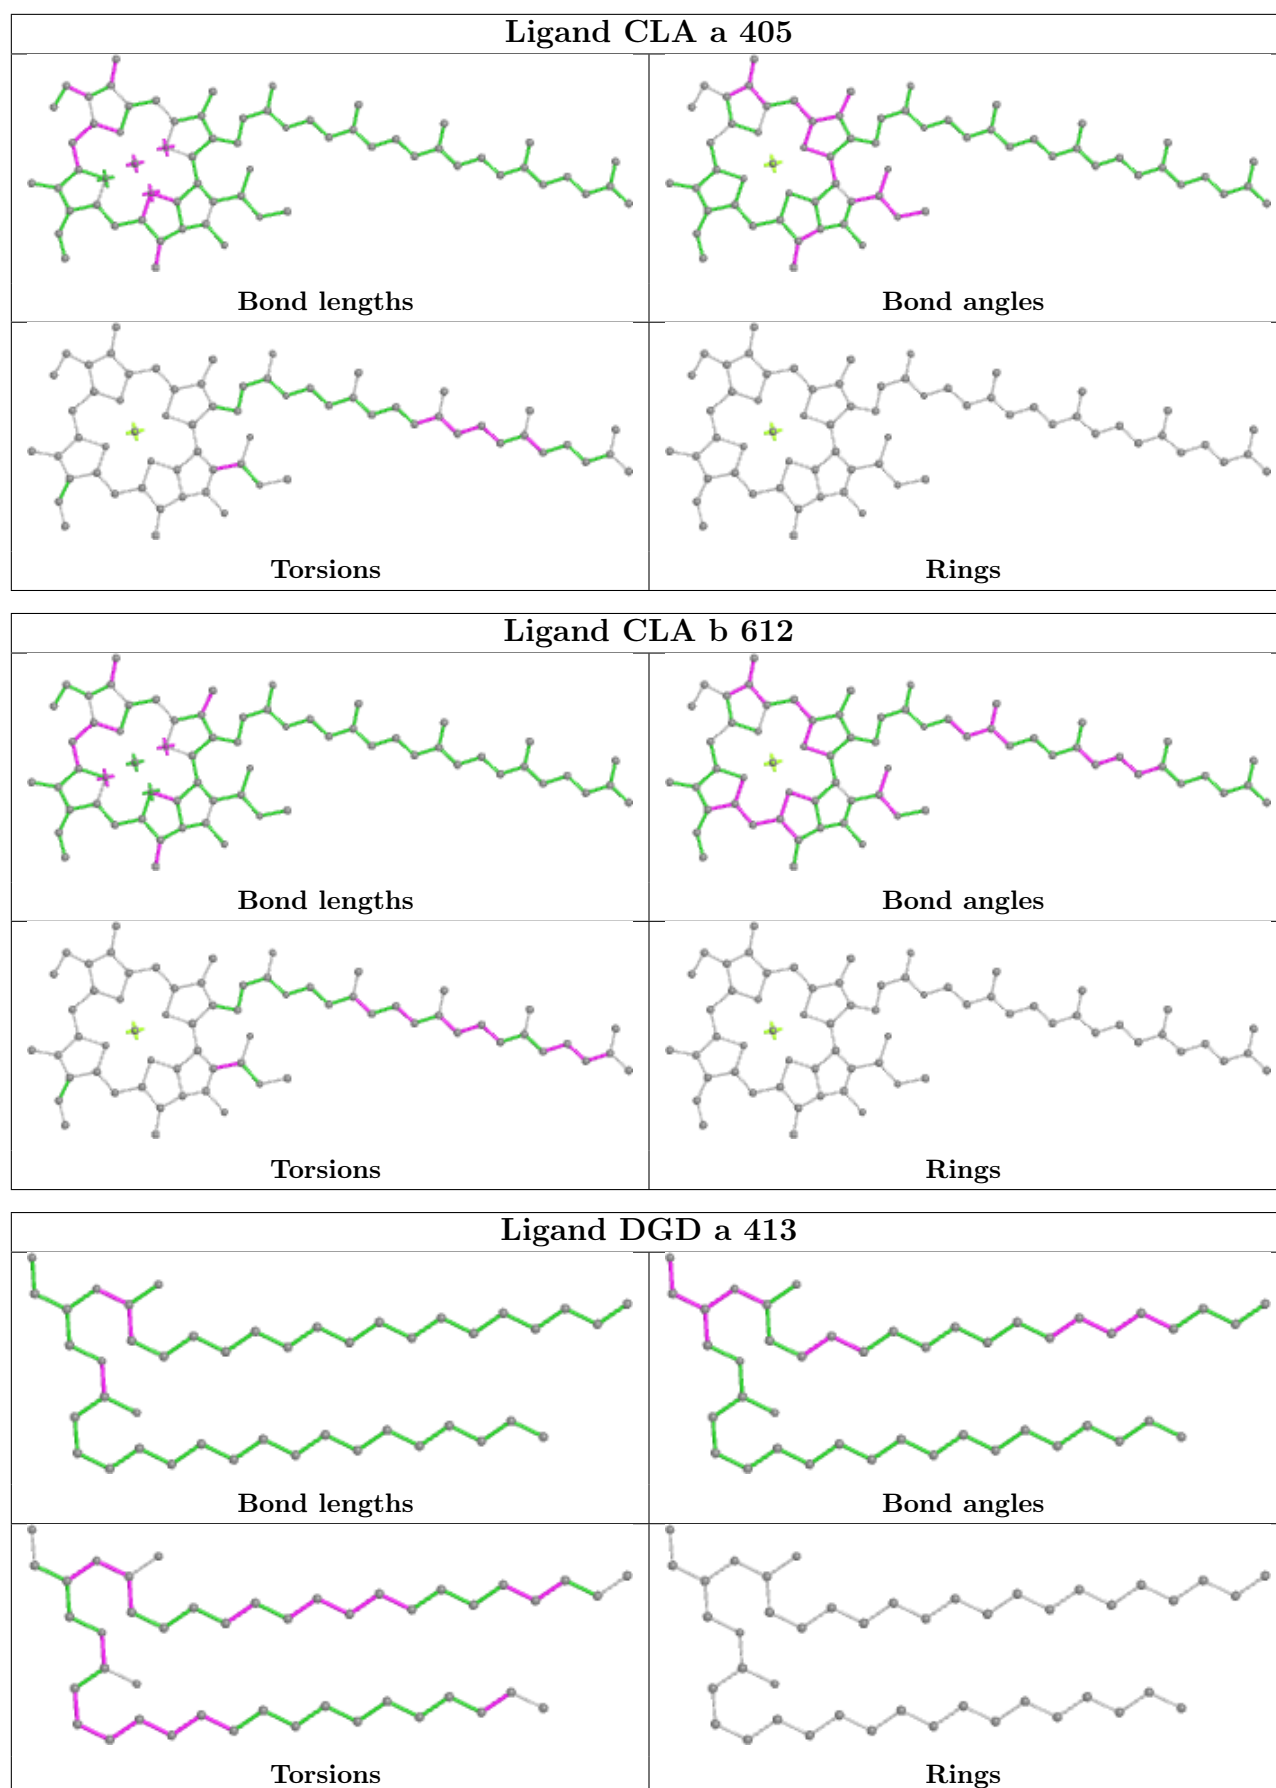 Ligand CLA a 405
Bond lengths
Bond angles
Torsions
Rings
Ligand CLA b 612
Bond lengths
Bond angles
Torsions
Rings
Ligand DGD a 413
Bond lengths
Bond angles
Torsions
Rings